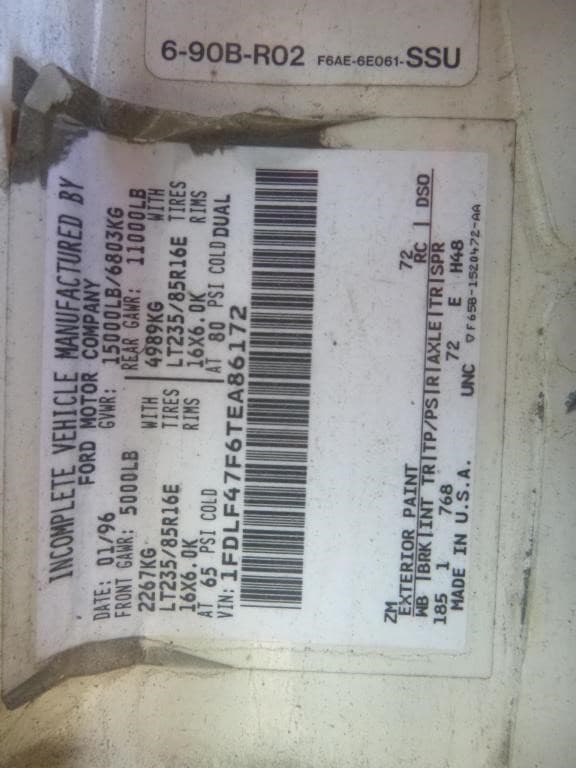 6-90B-R02 F6AE-6E061-SSU
INCOMPLETE VEHICLE MANUFACTURED BY
FORD MOTOR COMPANY
DATE: 01/96 GVWR: 15000LB/6803KG
FRONT GAWR: 5000LB REAR GAWR: 11000LB
2267KG WITH 4989KG WITH
LT235/85R16E TIRES LT235/85R16E TIRES
16X6.0K RIMS 16X6.0K RIMS
AT 65 PSI COLD AT 80 PSI COLD DUAL
VIN: 1FDLF47F6TEA86172
ZM 72
EXTERIOR PAINT RC DSO
WB BRK INT TR TP/PS R AXLE TR SPR
185 1 768 72 E H48
MADE IN U.S.A. UNC ▽F65B-1520472-AA